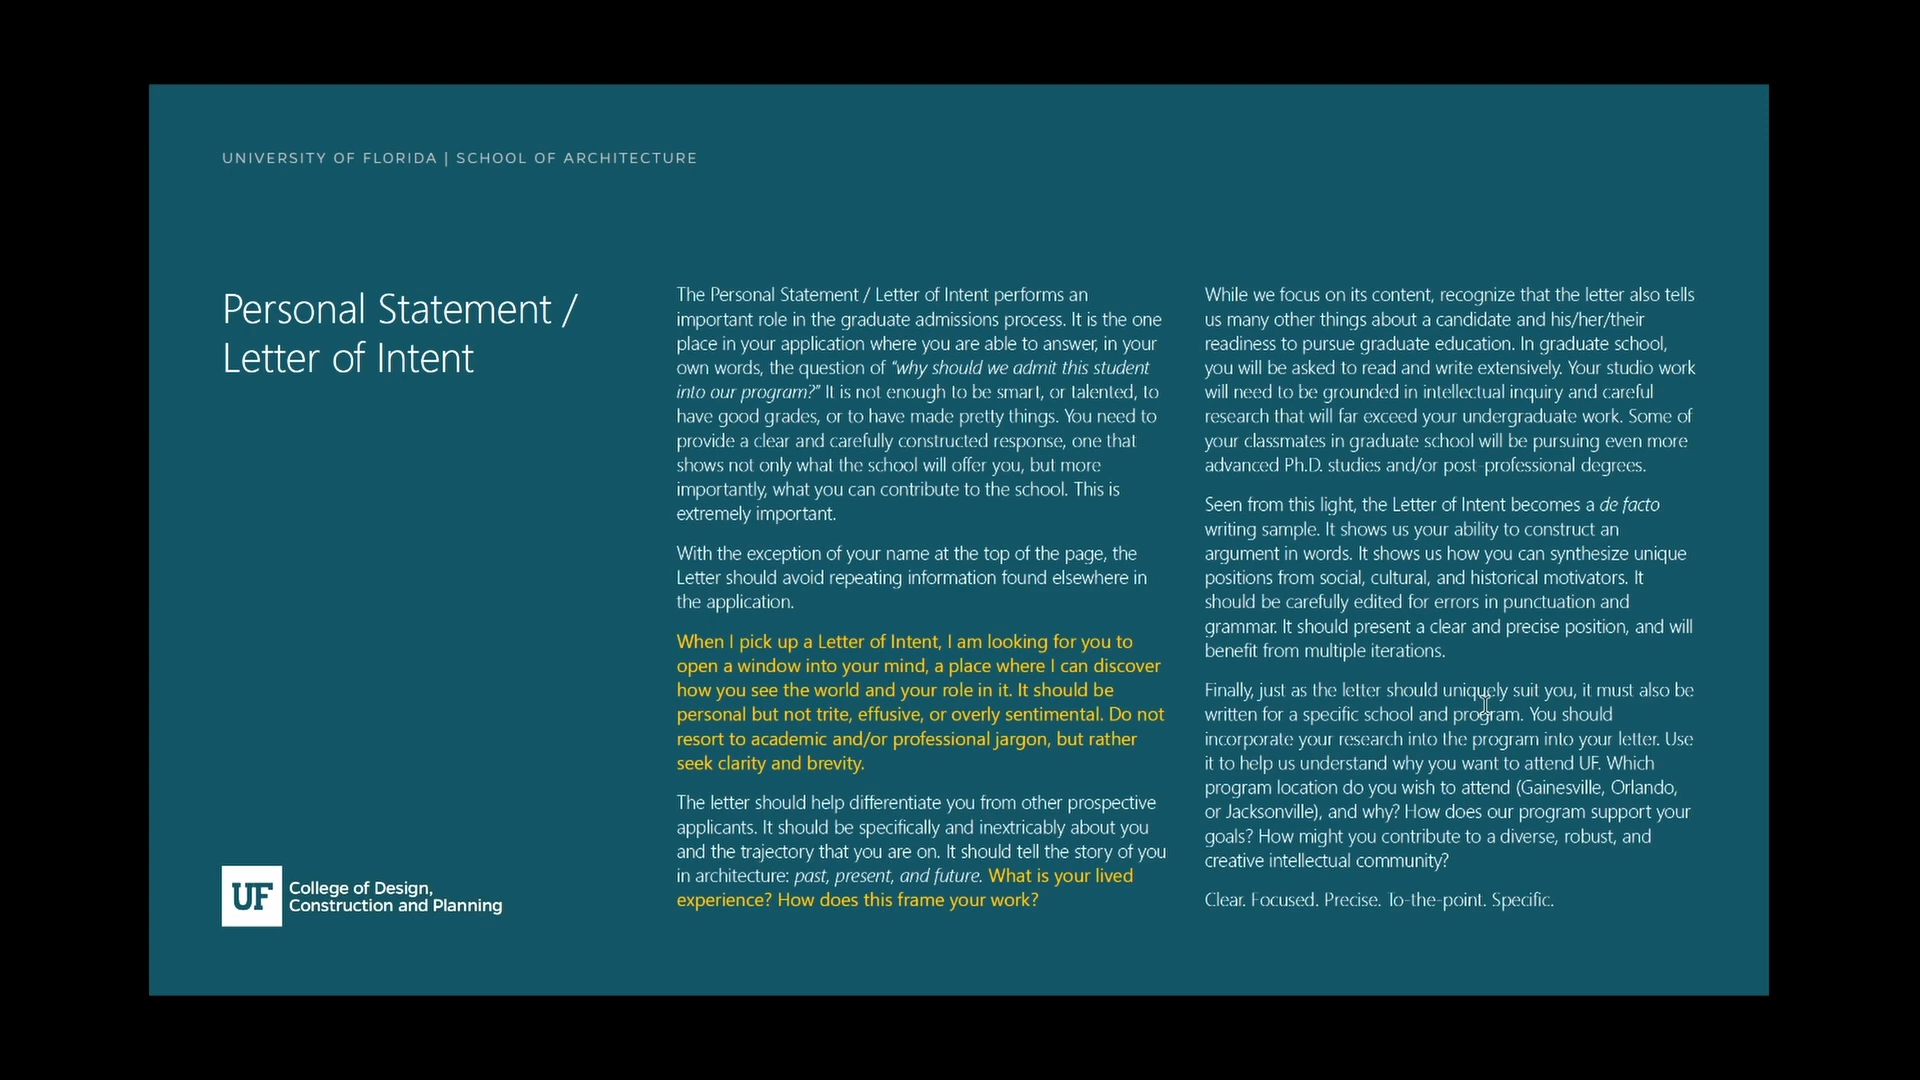 UNIVERSITY OF FLORIDA | SCHOOL OF ARCHITECTURE
Personal Statement /
Letter of Intent
The Personal Statement / Letter of Intent performs an
important role in the graduate admissions process. It is the one
place in your application where you are able to answer, in your
own words, the question of “why should we admit this student
into our program?” It is not enough to be smart, or talented, to
have good grades, or to have made pretty things. You need to
provide a clear and carefully constructed response, one that
shows not only what the school will offer you, but more
importantly, what you can contribute to the school. This is
extremely important.
With the exception of your name at the top of the page, the
Letter should avoid repeating information found elsewhere in
the application.
When I pick up a Letter of Intent, I am looking for you to
open a window into your mind, a place where I can discover
how you see the world and your role in it. It should be
personal but not trite, effusive, or overly sentimental. Do not
resort to academic and/or professional jargon, but rather
seek clarity and brevity.
The letter should help differentiate you from other prospective
applicants. It should be specifically and inextricably about you
and the trajectory that you are on. It should tell the story of you
in architecture: past, present, and future. What is your lived
experience? How does this frame your work?
While we focus on its content, recognize that the letter also tells
us many other things about a candidate and his/her/their
readiness to pursue graduate education. In graduate school,
you will be asked to read and write extensively. Your studio work
will need to be grounded in intellectual inquiry and careful
research that will far exceed your undergraduate work. Some of
your classmates in graduate school will be pursuing even more
advanced Ph.D. studies and/or post-professional degrees.
Seen from this light, the Letter of Intent becomes a de facto
writing sample. It shows us your ability to construct an
argument in words. It shows us how you can synthesize unique
positions from social, cultural, and historical motivators. It
should be carefully edited for errors in punctuation and
grammar. It should present a clear and precise position, and will
benefit from multiple iterations.
Finally, just as the letter should uniquely suit you, it must also be
written for a specific school and program. You should
incorporate your research into the program into your letter. Use
it to help us understand why you want to attend UF. Which
program location do you wish to attend (Gainesville, Orlando,
or Jacksonville), and why? How does our program support your
goals? How might you contribute to a diverse, robust, and
creative intellectual community?
Clear. Focused. Precise. To-the-point. Specific.
UF College of Design,
Construction and Planning